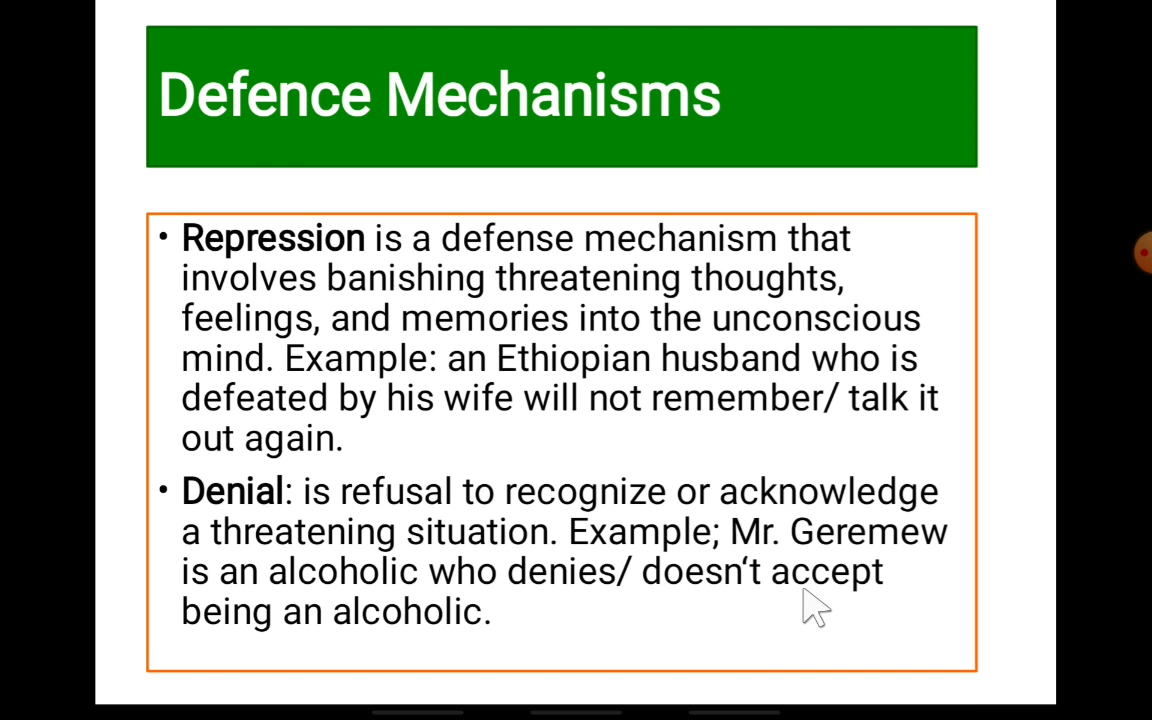 Defence Mechanisms
• Repression is a defense mechanism that
involves banishing threatening thoughts,
feelings, and memories into the unconscious
mind. Example: an Ethiopian husband who is
defeated by his wife will not remember/ talk it
out again.
• Denial: is refusal to recognize or acknowledge
a threatening situation. Example; Mr. Geremew
is an alcoholic who denies/ doesn‘t accept
being an alcoholic.